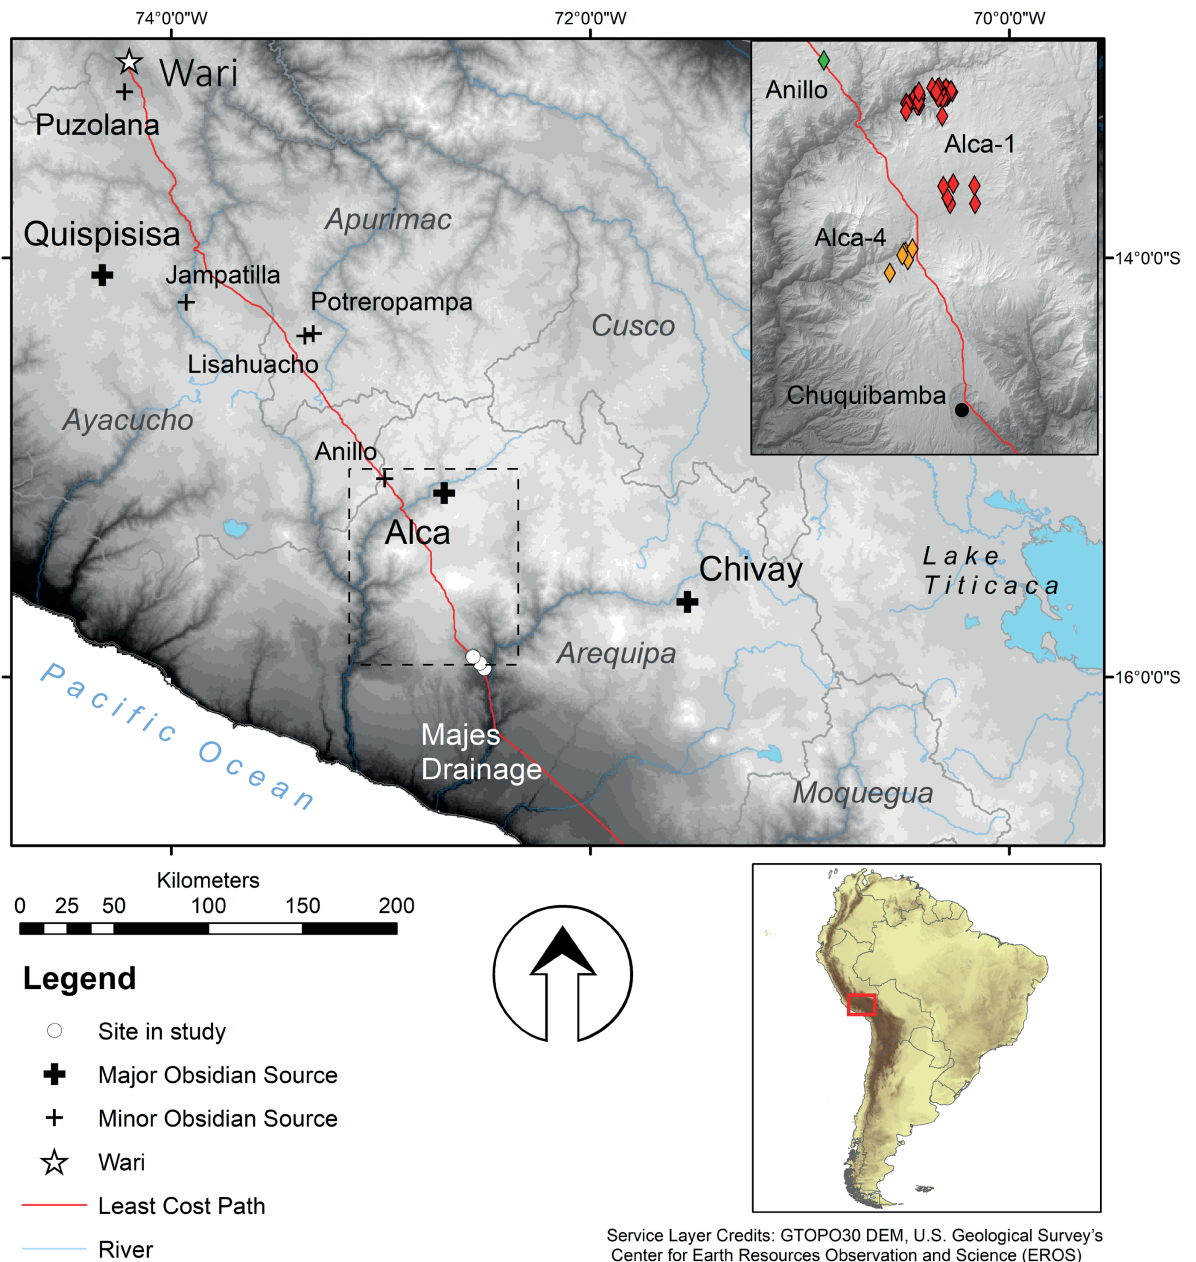 74°0'0"W
72°0'0"W
70°0'0"W
Wari
Puzolana
Quispisisa
Jampatilla
Apurimac
Potreropampa
Lisahuacho
Cusco
Ayacucho
Anillo
Alca
Chivay
Lake
Titicaca
Arequipa
Pacific Ocean
Majes
Drainage
Moquegua
14°0'0"S
16°0'0"S
Anillo
Alca-1
Alca-4
Chuquibamba
Kilometers
0 25 50 100 150 200
Legend
Site in study
Major Obsidian Source
Minor Obsidian Source
Wari
Least Cost Path
River
Service Layer Credits: GTOPO30 DEM, U.S. Geological Survey's
Center for Earth Resources Observation and Science (EROS)